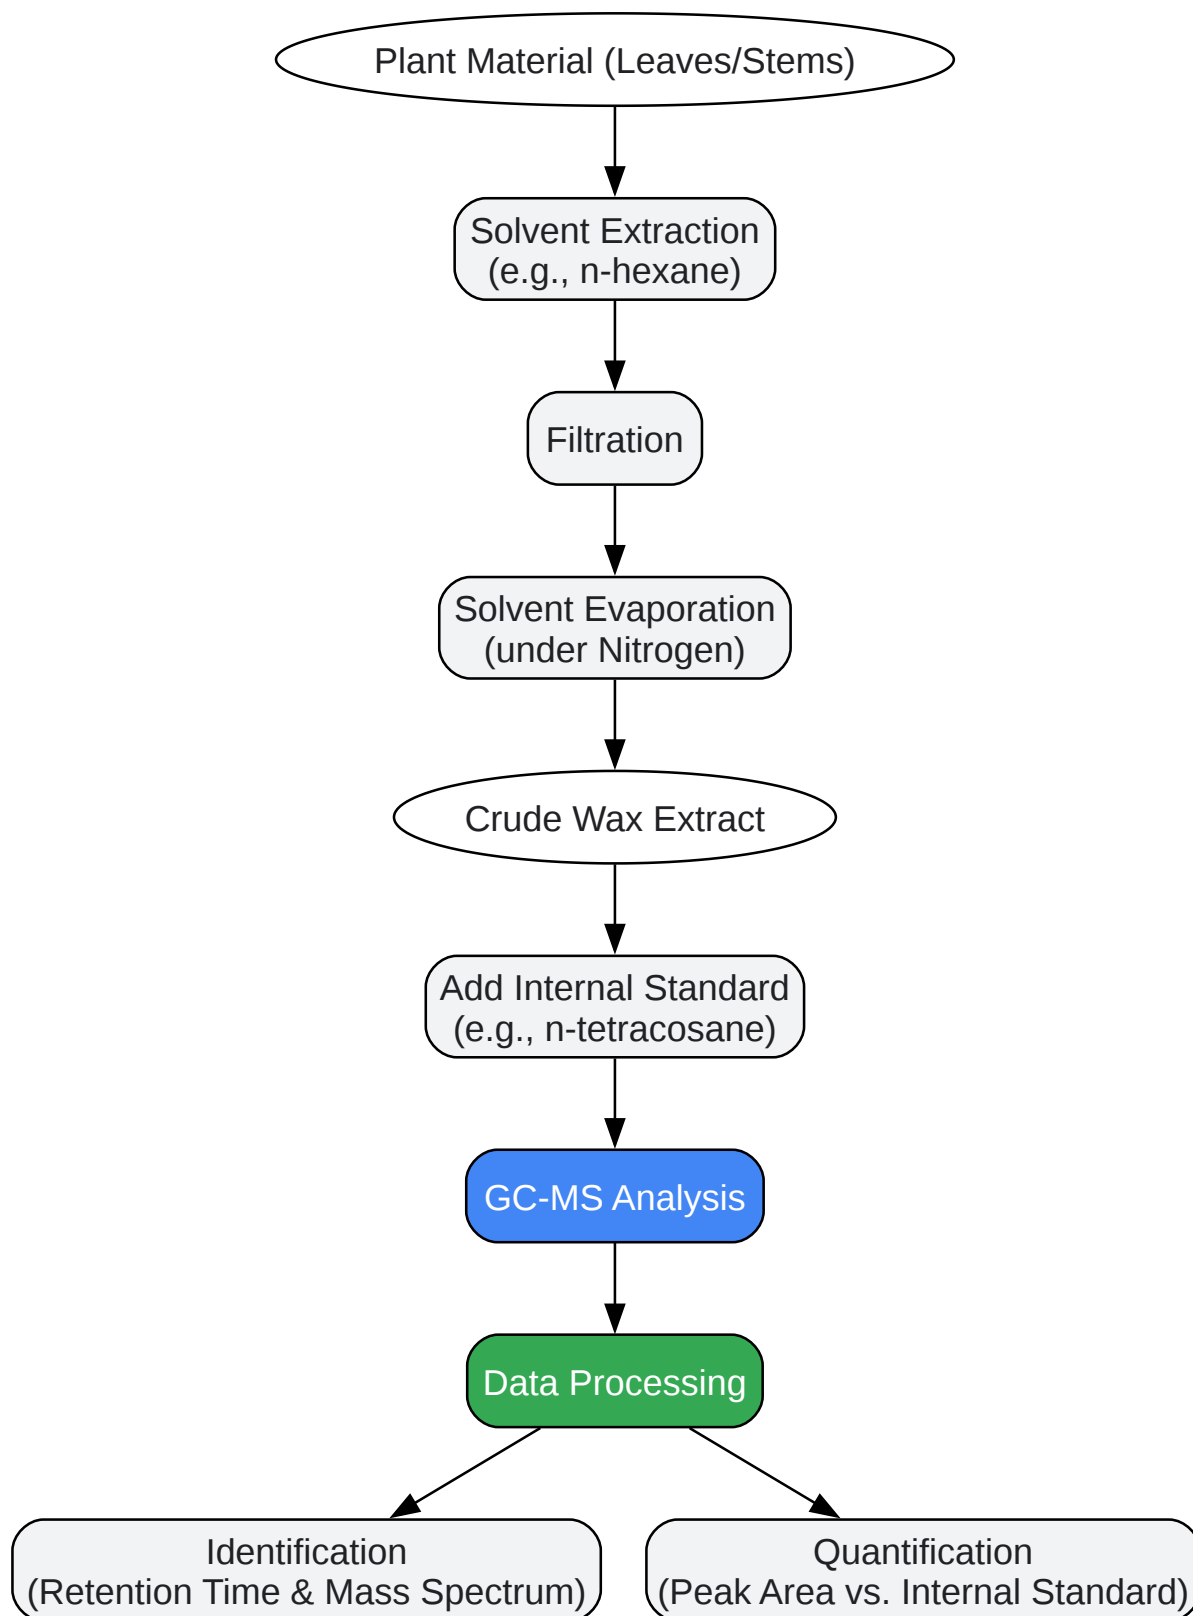 Plant Material (Leaves/Stems)
Solvent Extraction
(e.g., n-hexane)
Filtration
Solvent Evaporation
(under Nitrogen)
Crude Wax Extract
Add Internal Standard
(e.g., n-tetracosane)
GC-MS Analysis
Data Processing
Identification
(Retention Time & Mass Spectrum)
Quantification
(Peak Area vs. Internal Standard)